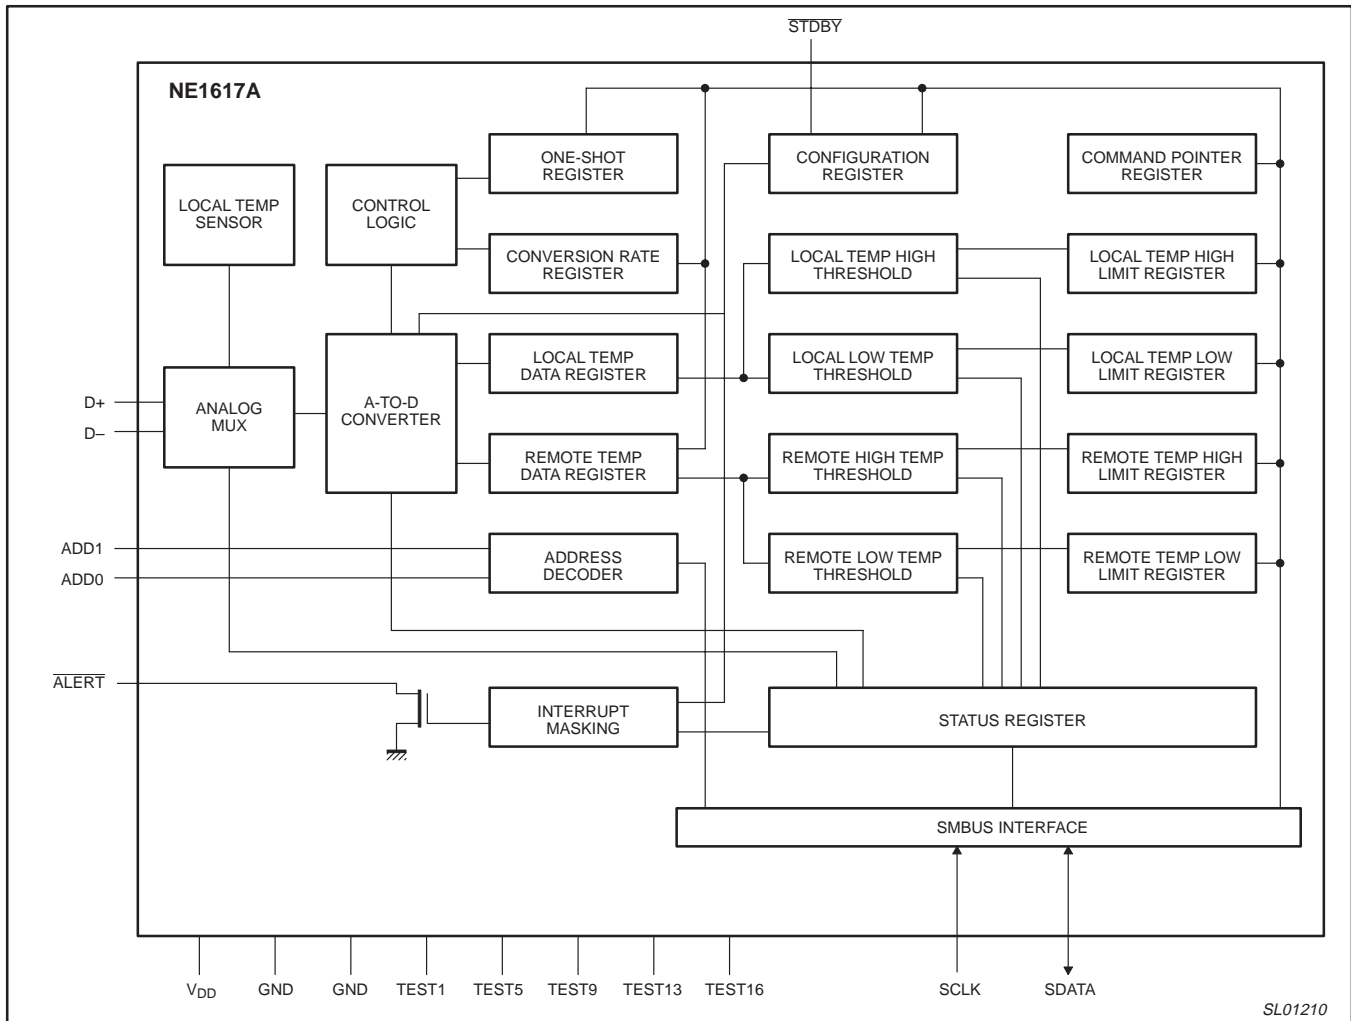 STDBY
NE1617A
ONE-SHOT
REGISTER
CONFIGURATION
REGISTER
COMMAND POINTER
REGISTER
LOCAL TEMP
SENSOR
CONTROL
LOGIC
CONVERSION RATE
REGISTER
LOCAL TEMP HIGH
THRESHOLD
LOCAL TEMP HIGH
LIMIT REGISTER
LOCAL TEMP
DATA REGISTER
LOCAL LOW TEMP
THRESHOLD
LOCAL TEMP LOW
LIMIT REGISTER
D+
D–
ANALOG
MUX
A-TO-D
CONVERTER
REMOTE TEMP
DATA REGISTER
REMOTE HIGH TEMP
THRESHOLD
REMOTE TEMP HIGH
LIMIT REGISTER
ADD1
ADD0
ADDRESS
DECODER
REMOTE LOW TEMP
THRESHOLD
REMOTE TEMP LOW
LIMIT REGISTER
ALERT
INTERRUPT
MASKING
STATUS REGISTER
SMBUS INTERFACE
VDD
GND
GND
TEST1
TEST5
TEST9
TEST13
TEST16
SCLK
SDATA
SL01210